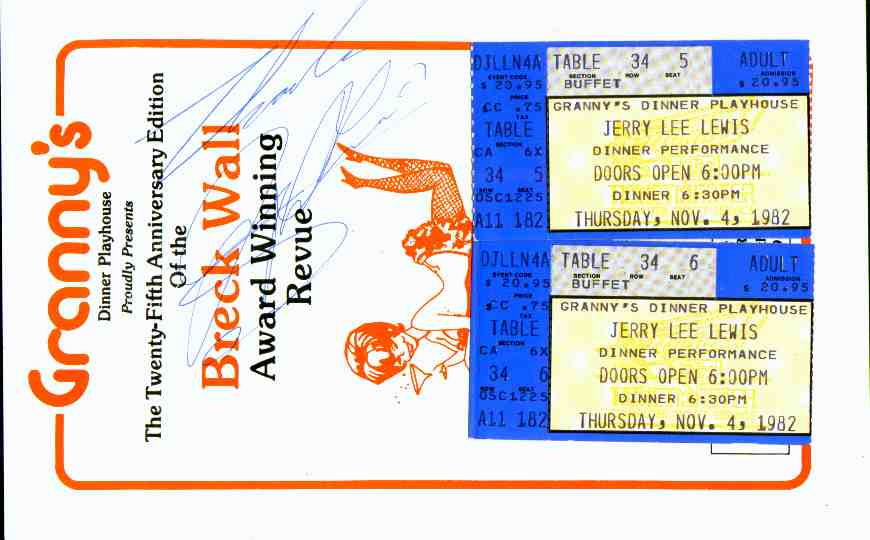 Granny's
Dinner Playhouse
Proudly Presents
The Twenty-Fifth Anniversary Edition
Of the
Breck Wall
Award Winning
Revue
DJLLN4A TABLE 34 5 ADULT
EVENT CODE SECTION ROW SEAT ADMISSION
$ 20.95 BUFFET $ 20.95
PRICE
CC .75 GRANNY'S DINNER PLAYHOUSE
TAX
TABLE JERRY LEE LEWIS
SECTION
CA 6X DINNER PERFORMANCE
34 5 DOORS OPEN 6:00PM
ROW SEAT
OSC1225 DINNER 6:30PM
A11 182 THURSDAY, NOV. 4, 1982
DJLLN4A TABLE 34 6 ADULT
EVENT CODE SECTION ROW SEAT ADMISSION
$ 20.95 BUFFET $ 20.95
PRICE
CC .75 GRANNY'S DINNER PLAYHOUSE
TAX
TABLE JERRY LEE LEWIS
SECTION
CA 6X DINNER PERFORMANCE
34 6 DOORS OPEN 6:00PM
ROW SEAT
OSC1225 DINNER 6:30PM
A11 182 THURSDAY, NOV. 4, 1982